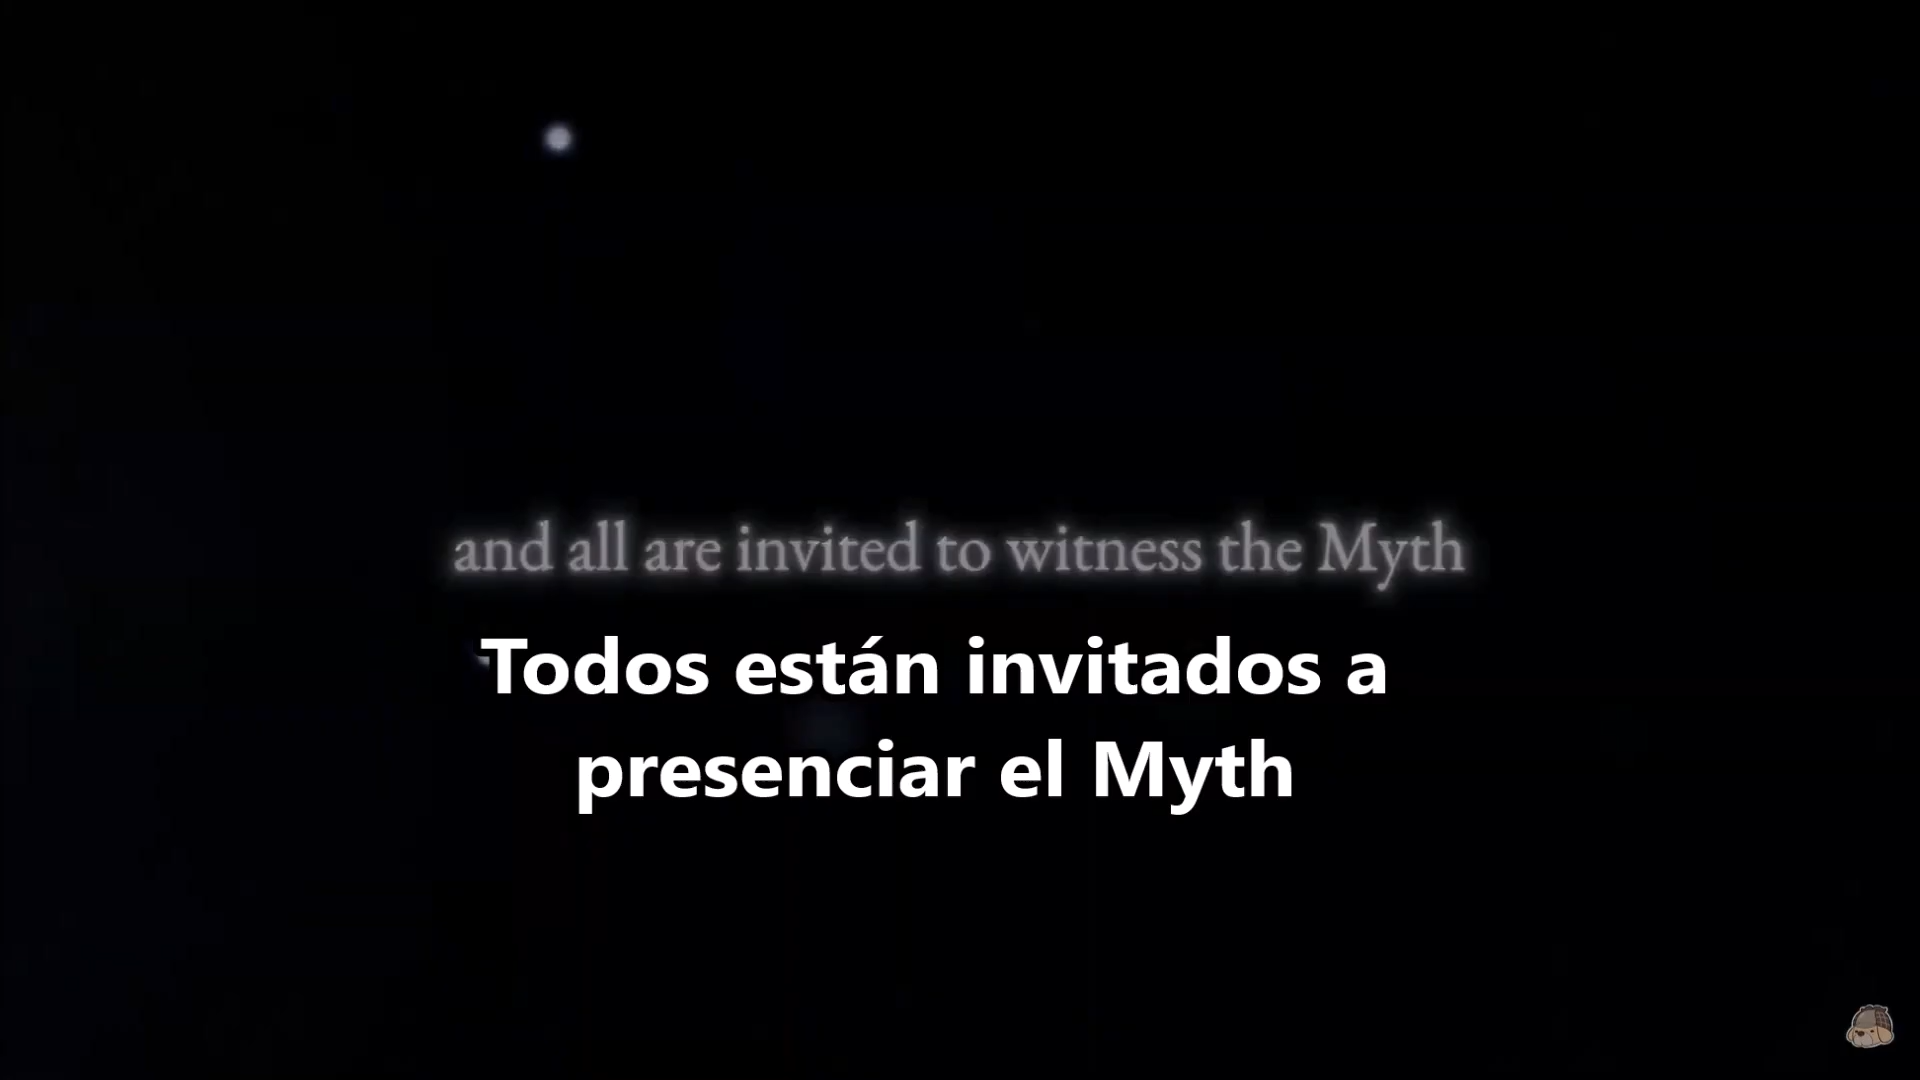 and all are invited to witness the Myth
Todos están invitados a
presenciar el Myth